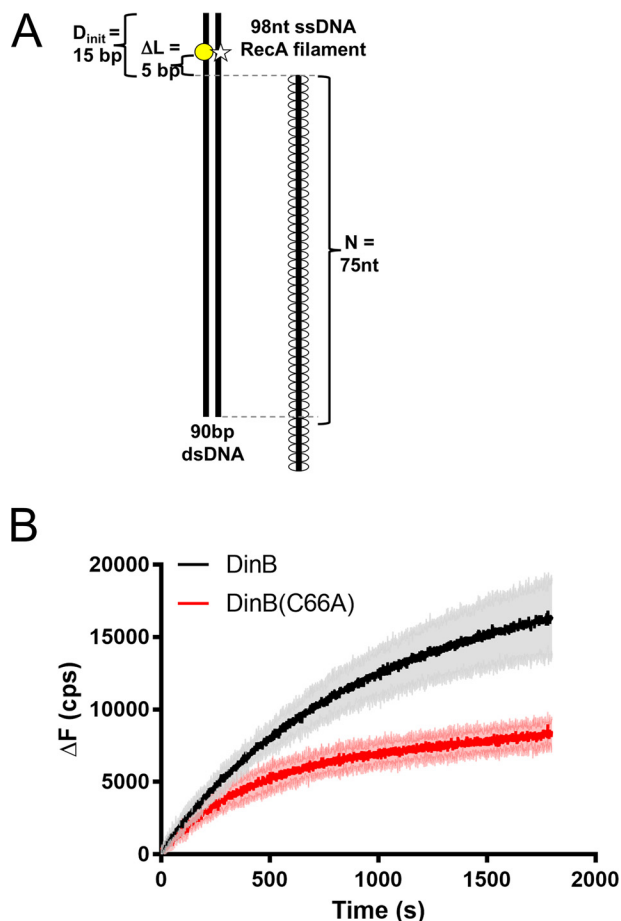 A
D_init =
15 bp
ΔL =
5 bp
98nt ssDNA
RecA filament
N =
75nt
90bp
dsDNA
B
20000
15000
10000
5000
0
ΔF (cps)
DinB
DinB(C66A)
0
500
1000
1500
2000
Time (s)